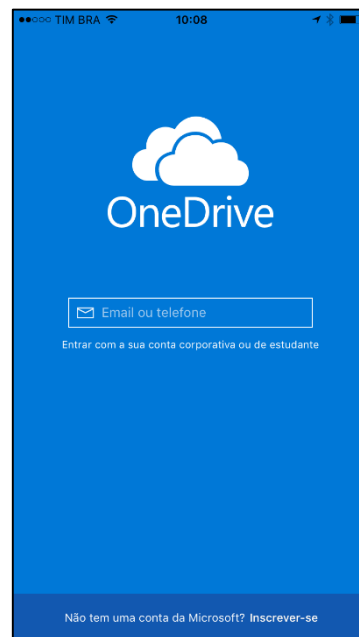 TIM BRA 10:08
OneDrive
Email ou telefone
Entrar com a sua conta corporativa ou de estudante
Não tem uma conta da Microsoft? Inscrever-se